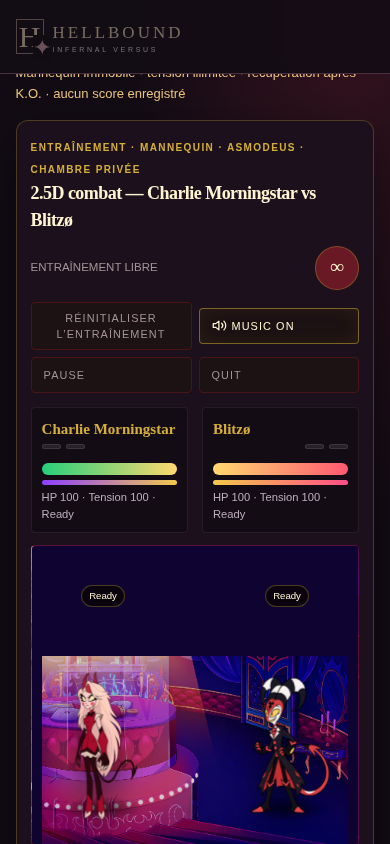 HELLBOUND
INFERNAL VERSUS
Mannequin immobile · tension illimitée · récupération après
K.O. · aucun score enregistré
ENTRAÎNEMENT · MANNEQUIN · ASMODEUS ·
CHAMBRE PRIVÉE
2.5D combat — Charlie Morningstar vs
Blitzø
ENTRAÎNEMENT LIBRE
∞
RÉINITIALISER
L'ENTRAÎNEMENT
MUSIC ON
PAUSE
QUIT
Charlie Morningstar
HP 100 · Tension 100 ·
Ready
Blitzø
HP 100 · Tension 100 ·
Ready
Ready
Ready